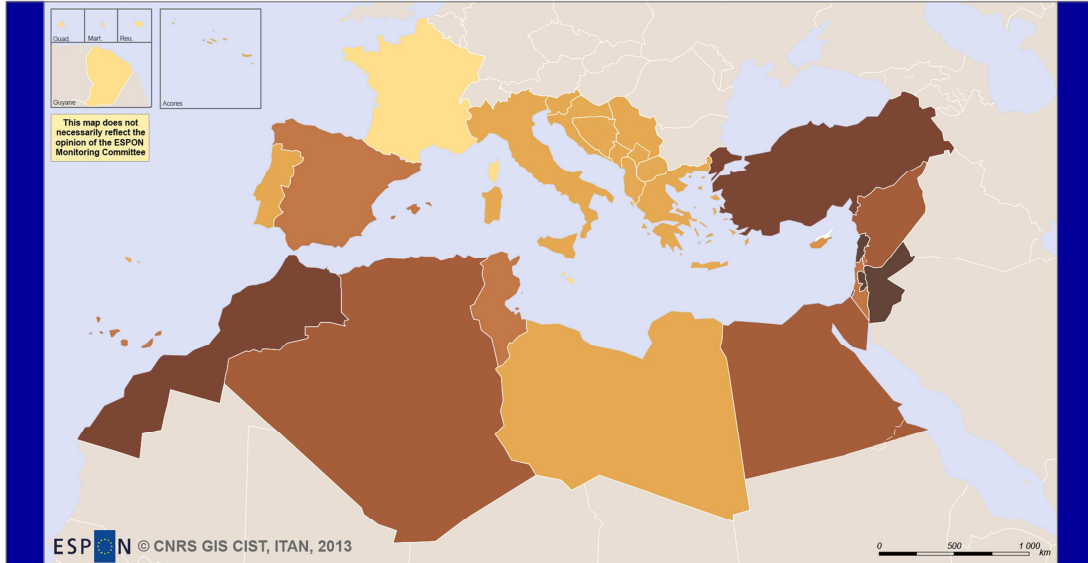 Guad.
Mart.
Reu.
Guyane
Acores
This map does not
necessarily reflect the
opinion of the ESPON
Monitoring Committee
ESPON © CNRS GIS CIST, ITAN, 2013
0 500 1 000
km